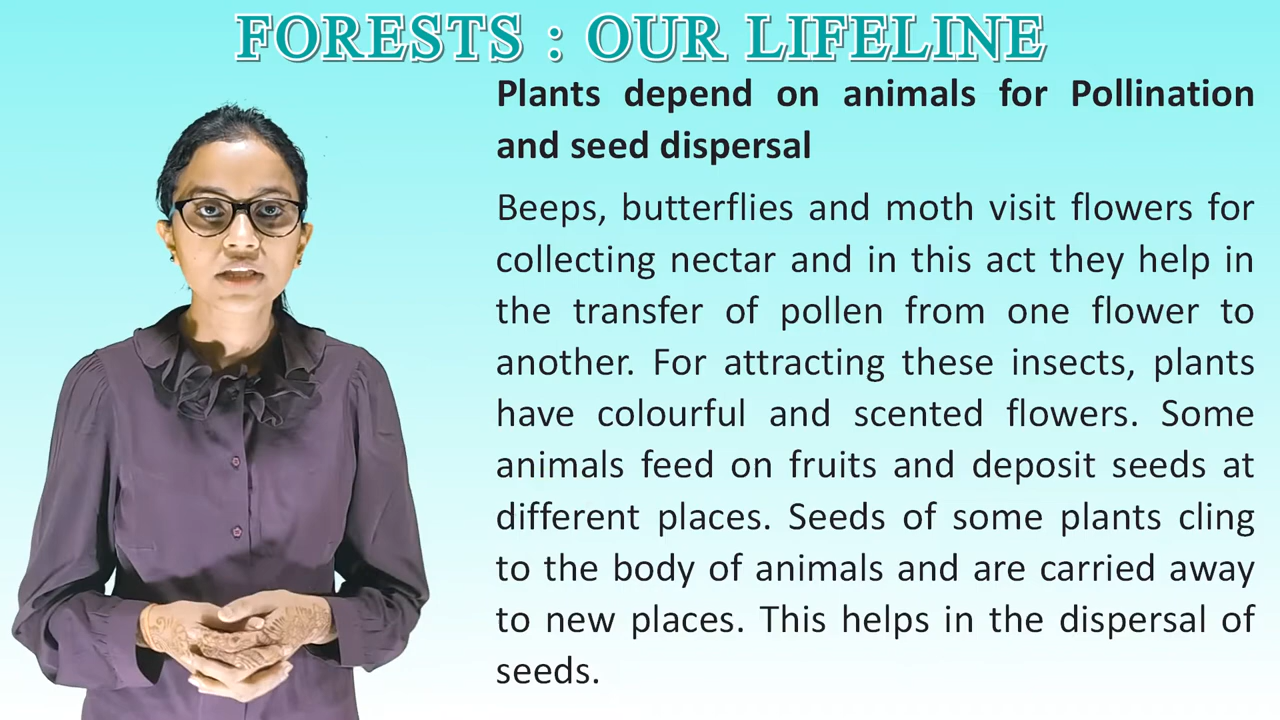 FORESTS : OUR LIFELINE
Plants depend on animals for Pollination
and seed dispersal
Beeps, butterflies and moth visit flowers for
collecting nectar and in this act they help in
the transfer of pollen from one flower to
another. For attracting these insects, plants
have colourful and scented flowers. Some
animals feed on fruits and deposit seeds at
different places. Seeds of some plants cling
to the body of animals and are carried away
to new places. This helps in the dispersal of
seeds.